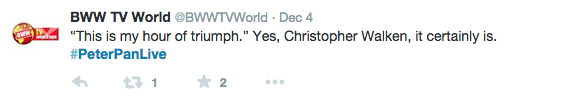 BWW TV World @BWWTVWorld · Dec 4
“This is my hour of triumph.” Yes, Christopher Walken, it certainly is.
#PeterPanLive
1 2